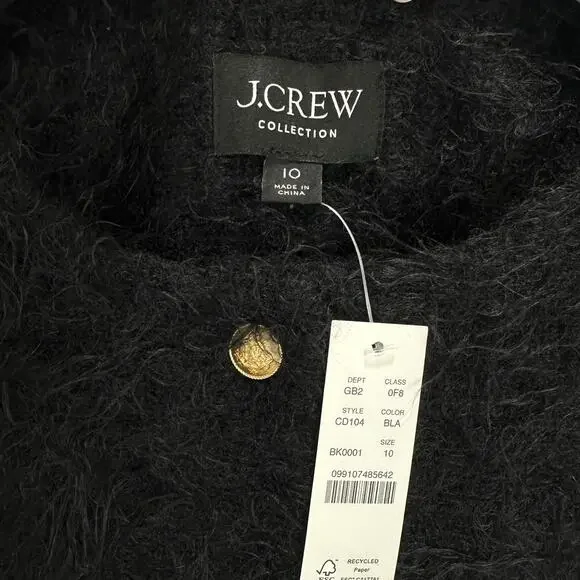 J.CREW
COLLECTION
10
MADE IN
CHINA
DEPT CLASS
GB2 0F8
STYLE COLOR
CD104 BLA
SIZE
BK0001 10
099107485642
RECYCLED
Paper
FSC